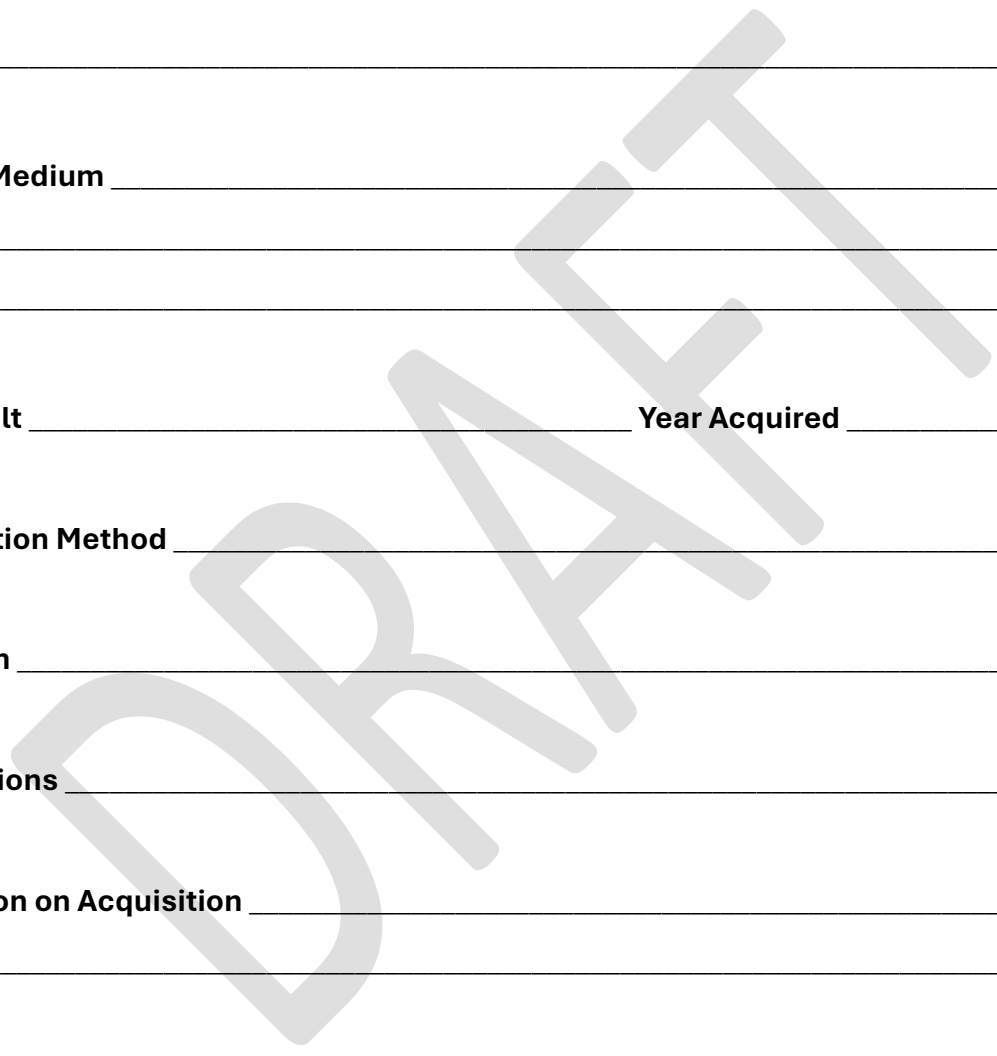 Medium
lt Year Acquired
tion Method
n
ions
on on Acquisition
DRAFT